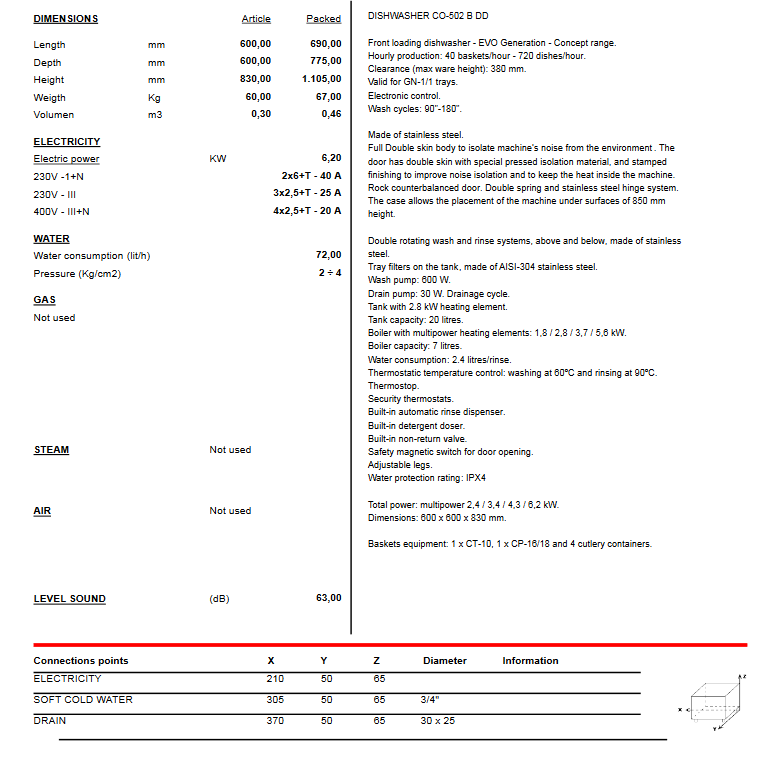 DIMENSIONS Article Packed
Length mm 600,00 690,00
Depth mm 600,00 775,00
Height mm 830,00 1.105,00
Weigth Kg 60,00 67,00
Volumen m3 0,30 0,46
ELECTRICITY
Electric power KW 6,20
230V -1+N 2x6+T - 40 A
230V - III 3x2,5+T - 25 A
400V - III+N 4x2,5+T - 20 A
WATER
Water consumption (lit/h) 72,00
Pressure (Kg/cm2) 2 ÷ 4
GAS
Not used
STEAM Not used
AIR Not used
LEVEL SOUND (dB) 63,00
DISHWASHER CO-502 B DD
Front loading dishwasher - EVO Generation - Concept range.
Hourly production: 40 baskets/hour - 720 dishes/hour.
Clearance (max ware height): 380 mm.
Valid for GN-1/1 trays.
Electronic control.
Wash cycles: 90"-180".
Made of stainless steel.
Full Double skin body to isolate machine's noise from the environment . The
door has double skin with special pressed isolation material, and stamped
finishing to improve noise isolation and to keep the heat inside the machine.
Rock counterbalanced door. Double spring and stainless steel hinge system.
The case allows the placement of the machine under surfaces of 850 mm
height.
Double rotating wash and rinse systems, above and below, made of stainless
steel.
Tray filters on the tank, made of AISI-304 stainless steel.
Wash pump: 600 W.
Drain pump: 30 W. Drainage cycle.
Tank with 2.8 kW heating element.
Tank capacity: 20 litres.
Boiler with multipower heating elements: 1,8 / 2,8 / 3,7 / 5,6 kW.
Boiler capacity: 7 litres.
Water consumption: 2.4 litres/rinse.
Thermostatic temperature control: washing at 60ºC and rinsing at 90ºC.
Thermostop.
Security thermostats.
Built-in automatic rinse dispenser.
Built-in detergent doser.
Built-in non-return valve.
Safety magnetic switch for door opening.
Adjustable legs.
Water protection rating: IPX4
Total power: multipower 2,4 / 3,4 / 4,3 / 6,2 kW.
Dimensions: 600 x 600 x 830 mm.
Baskets equipment: 1 x CT-10, 1 x CP-16/18 and 4 cutlery containers.
Connections points X Y Z Diameter Information
ELECTRICITY 210 50 65
SOFT COLD WATER 305 50 65 3/4"
DRAIN 370 50 65 30 x 25
Z
X
Y